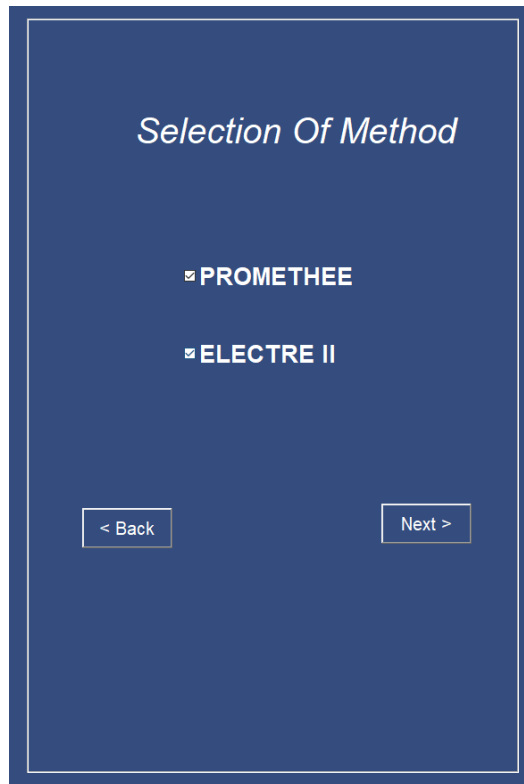 Selection Of Method
PROMETHEE
ELECTRE II
< Back
Next >